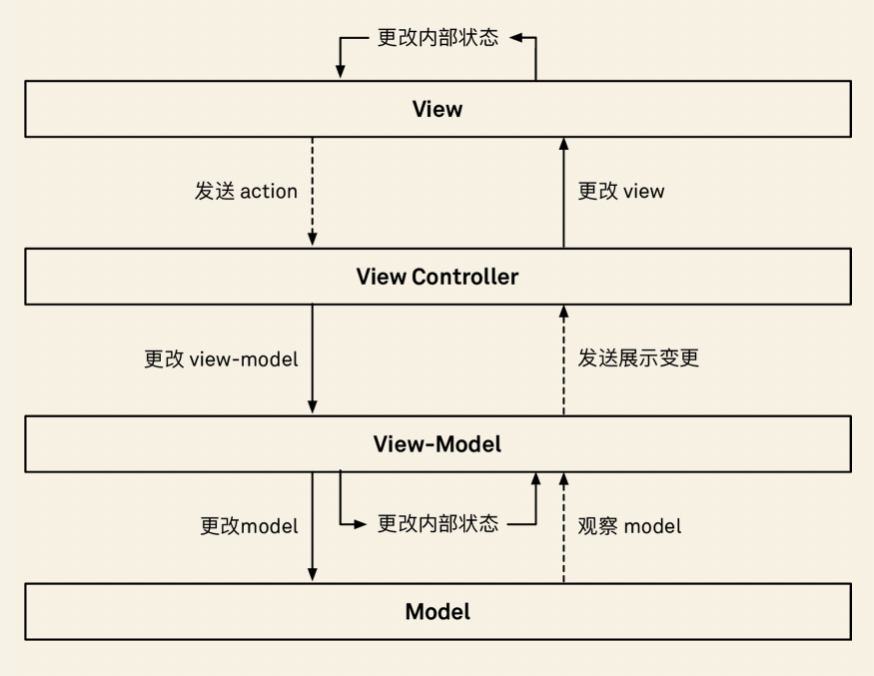 更改内部状态
View
发送 action
更改 view
View Controller
更改 view-model
发送展示变更
View-Model
更改model
更改内部状态
观察 model
Model